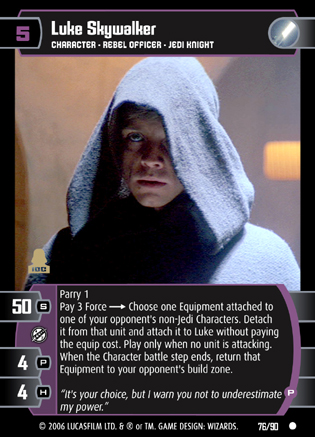 5
Luke Skywalker
CHARACTER • REBEL OFFICER • JEDI KNIGHT
IDC
50 S
4 P
4 H
Parry 1
Pay 3 Force → Choose one Equipment attached to
one of your opponent's non-Jedi Characters. Detach
it from that unit and attach it to Luke without paying
the equip cost. Play only when no unit is attacking.
When the Character battle step ends, return that
Equipment to your opponent's build zone.
"It's your choice, but I warn you not to underestimate
my power."
P
© 2006 LUCASFILM LTD. & ® or TM. GAME DESIGN: WIZARDS. 76/90